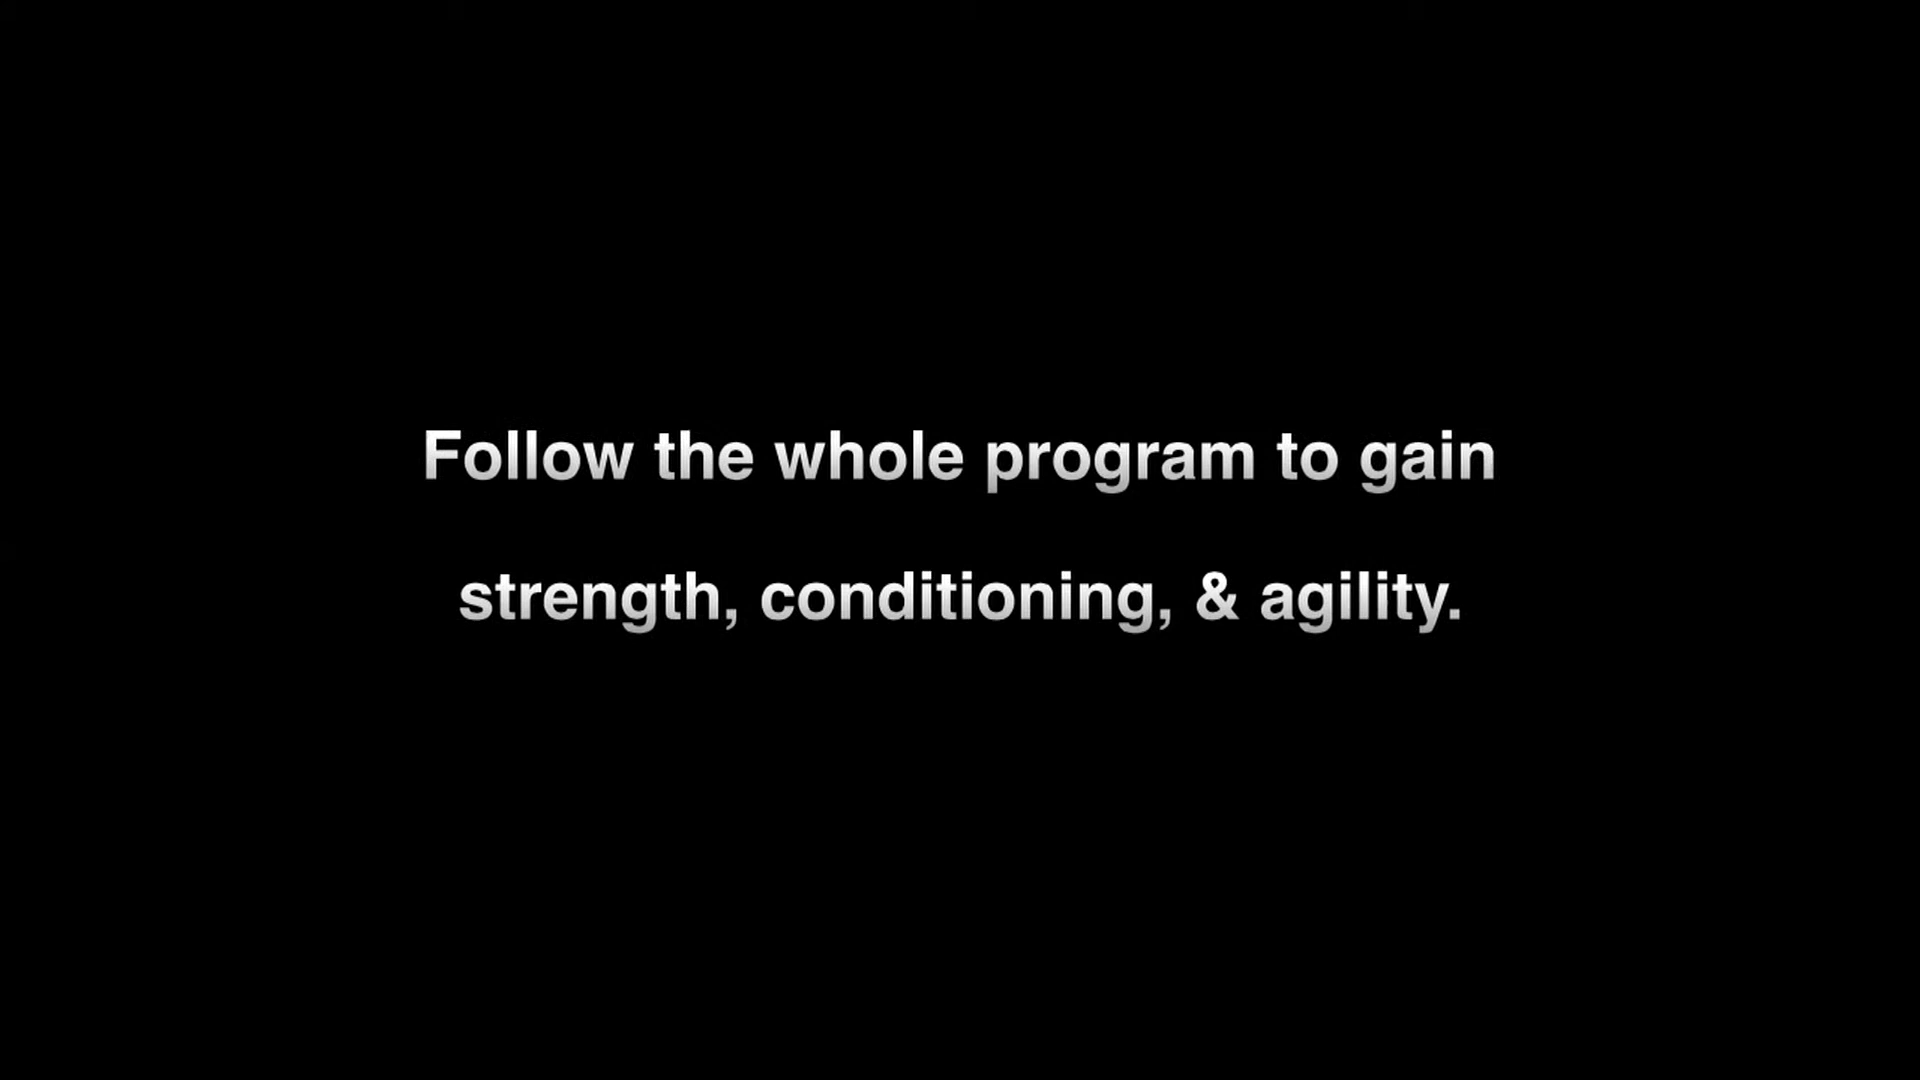 Follow the whole program to gain
strength, conditioning, & agility.